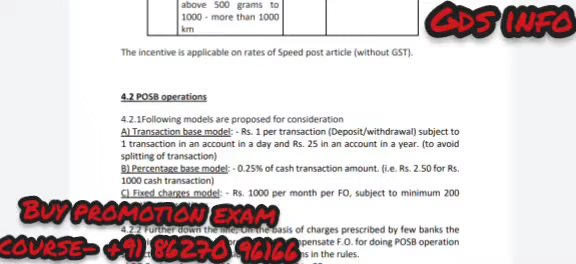 above 500 grams to
1000 - more than 1000
km
GDS INFO
The incentive is applicable on rates of Speed post article (without GST).
4.2 POSB operations
4.2.1Following models are proposed for consideration
A) Transaction base model: - Rs. 1 per transaction (Deposit/withdrawal) subject to
1 transaction in an account in a day and Rs. 25 in an account in a year. (to avoid
splitting of transaction)
B) Percentage base model: - 0.25% of cash transaction amount. (i.e. Rs. 2.50 for Rs.
1000 cash transaction)
C) Fixed charges model: - Rs. 1000 per month per FO, subject to minimum 200
BUY PROMOTION EXAM
4.2.2 Further down the line, on the basis of charges prescribed by few banks the
COURSE- +91 86270 96166
compensate F.O. for doing POSB operation
in the rules.